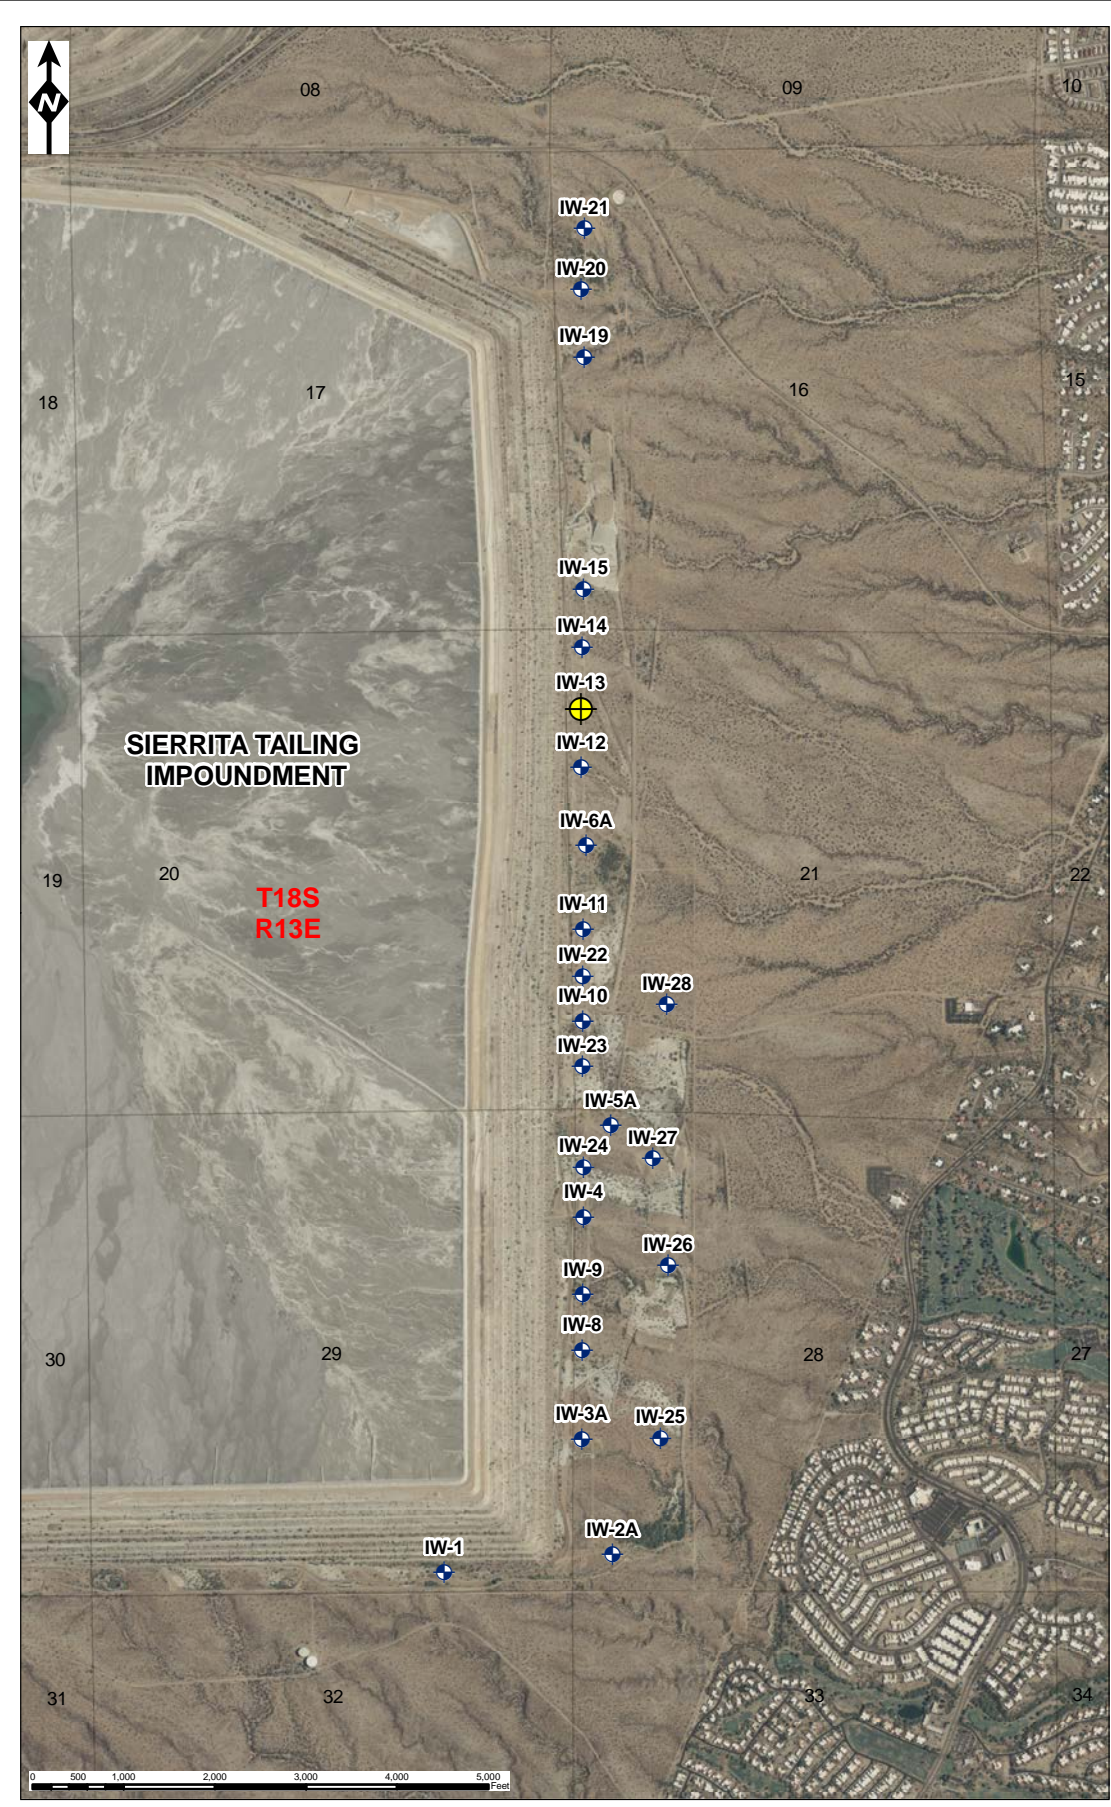 N
08
09
10
IW-21
IW-20
IW-19
18
17
16
15
IW-15
IW-14
IW-13
SIERRITA TAILING
IMPOUNDMENT
IW-12
IW-6A
19
20
21
22
T18S
R13E
IW-11
IW-22
IW-28
IW-10
IW-23
IW-5A
IW-27
IW-24
IW-4
IW-26
IW-9
IW-8
30
29
28
27
IW-3A
IW-25
IW-2A
IW-1
31
32
33
34
0 500 1,000 2,000 3,000 4,000 5,000
Feet